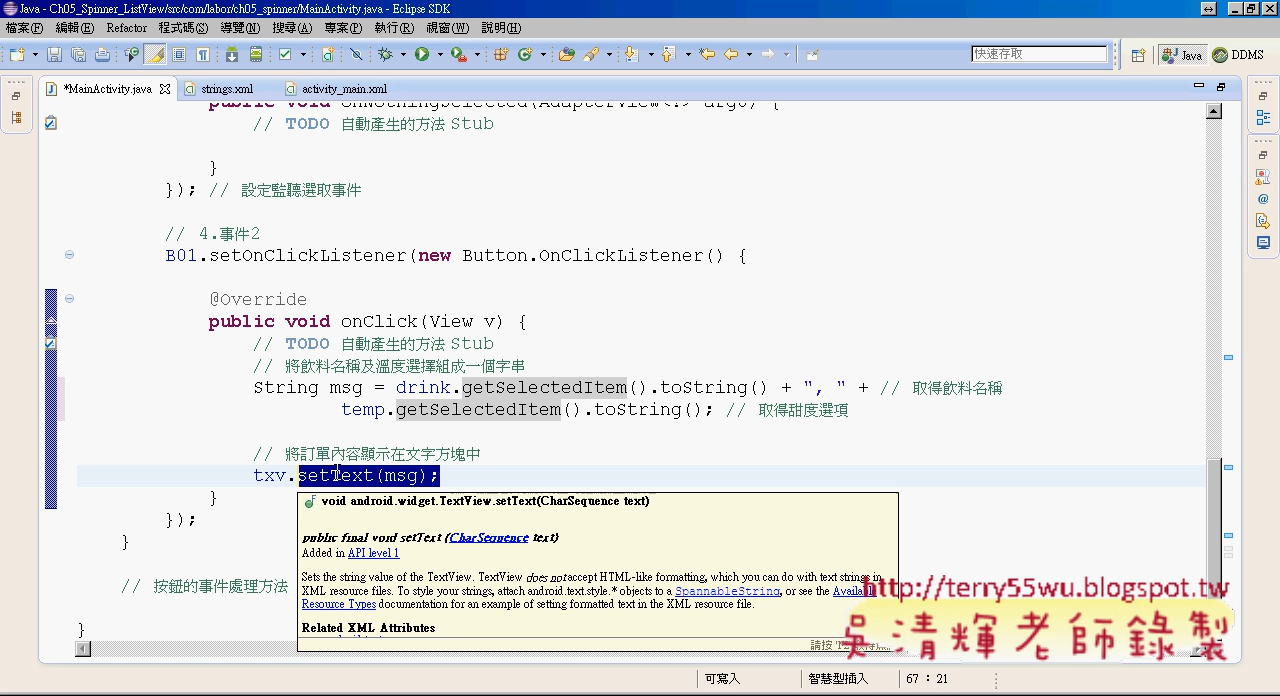 Java - Ch05_Spinner_ListView/src/com/labor/ch05_spinner/MainActivity.java - Eclipse SDK
檔案(F) 編輯(E) Refactor 程式碼(S) 導覽(N) 搜尋(A) 專案(P) 執行(R) 視窗(W) 說明(H)
快速存取 Java DDMS
*MainActivity.java strings.xml activity_main.xml
public void onNothingSelected(AdapterView<?> arg0) {
// TODO 自動產生的方法 Stub
}
}); // 設定監聽選取事件
// 4.事件2
B01.setOnClickListener(new Button.OnClickListener() {
@Override
public void onClick(View v) {
// TODO 自動產生的方法 Stub
// 將飲料名稱及溫度選擇組成一個字串
String msg = drink.getSelectedItem().toString() + ", " + // 取得飲料名稱
temp.getSelectedItem().toString(); // 取得甜度選項
// 將訂單內容顯示在文字方塊中
txv.setText(msg);
}
});
}
// 按鈕的事件處理方法
}
void android.widget.TextView.setText(CharSequence text)
public final void setText (CharSequence text)
Added in API level 1
Sets the string value of the TextView. TextView does not accept HTML-like formatting, which you can do with text strings in
XML resource files. To style your strings, attach android.text.style.* objects to a SpannableString, or see the Available
Resource Types documentation for an example of setting formatted text in the XML resource file.
Related XML Attributes
請按
http://terry55wu.blogspot.tw
吳清輝老師錄製
可寫入 智慧型插入 67 : 21